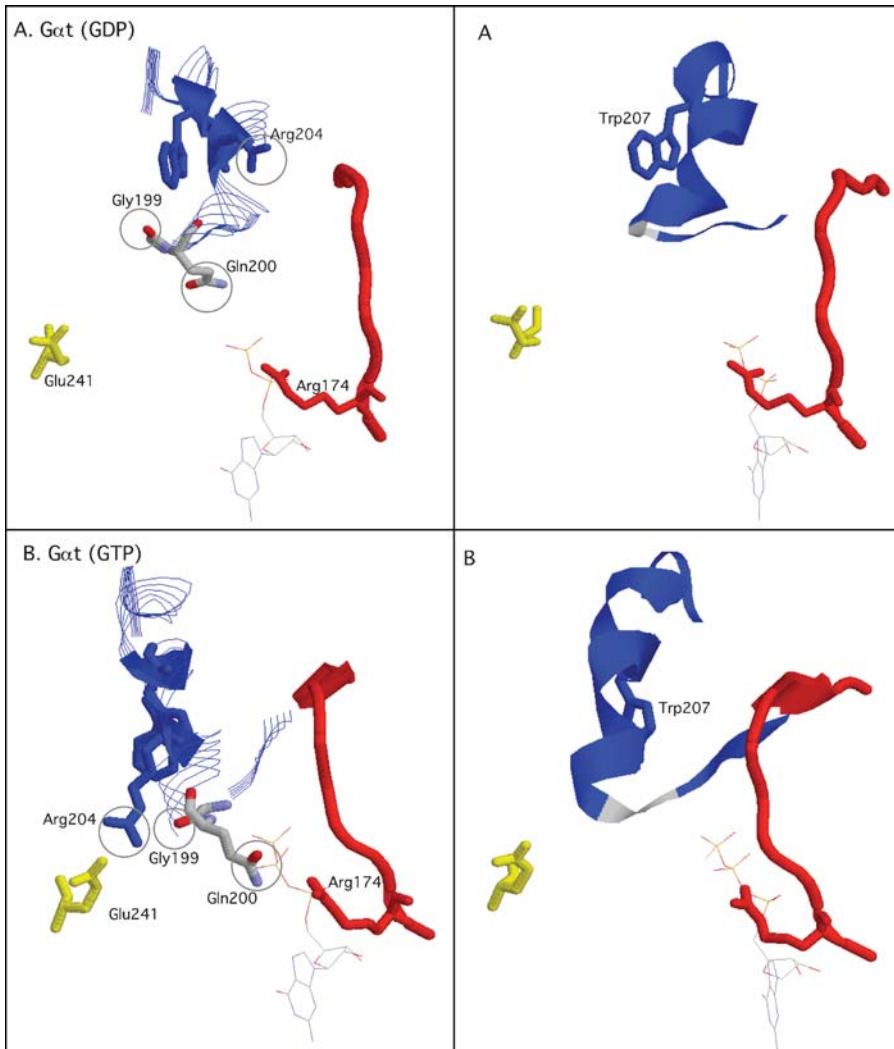 A. Gαt (GDP)
Arg204
Gly199
Gln200
Glu241
Arg174
A
Trp207
B. Gαt (GTP)
Arg204
Gly199
Gln200
Arg174
Glu241
B
Trp207